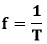 f = 1/T